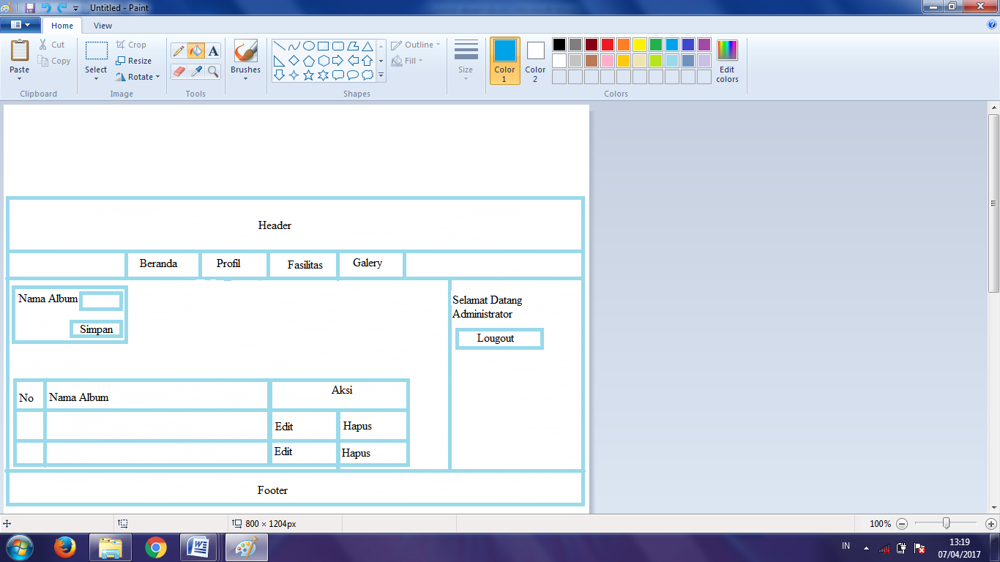 Untitled - Paint
Home View
Paste
Cut
Copy
Clipboard
Select
Crop
Resize
Rotate
Image
A
Tools
Brushes
Outline
Fill
Shapes
Size
Color 1
Color 2
Edit colors
Colors
Header
Beranda Profil Fasilitas Galery
Nama Album
Simpan
Selamat Datang
Administrator
Lougout
No Nama Album Aksi
Edit Hapus
Edit Hapus
Footer
800 × 1204px
100%
IN
13:19
07/04/2017